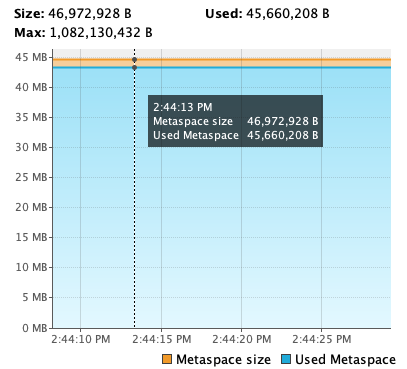 Size: 46,972,928 B Used: 45,660,208 B
Max: 1,082,130,432 B
45 MB
40 MB
2:44:13 PM
Metaspace size 46,972,928 B
35 MB
Used Metaspace 45,660,208 B
30 MB
25 MB
20 MB
15 MB
10 MB
5 MB
0 MB
2:44:10 PM 2:44:15 PM 2:44:20 PM 2:44:25 PM
Metaspace size Used Metaspace